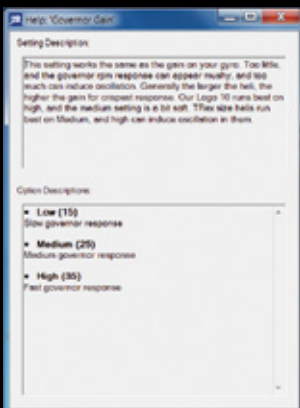 Help: 'Governor Gain'
Setting Description:
This setting works the same as the gain on your gyro. Too little,
and the governor rpm response can appear mushy, and too
much can induce oscillation. Generally the larger the heli, the
higher the gain for crispest response. Our Logo 10 runs best on
high, and the medium setting is a bit soft. TRex size helis run
best on Medium, and high can induce oscillation in them.
Option Descriptions:
• Low (15)
Slow governor response
• Medium (25)
Medium governor response
• High (35)
Fast governor response